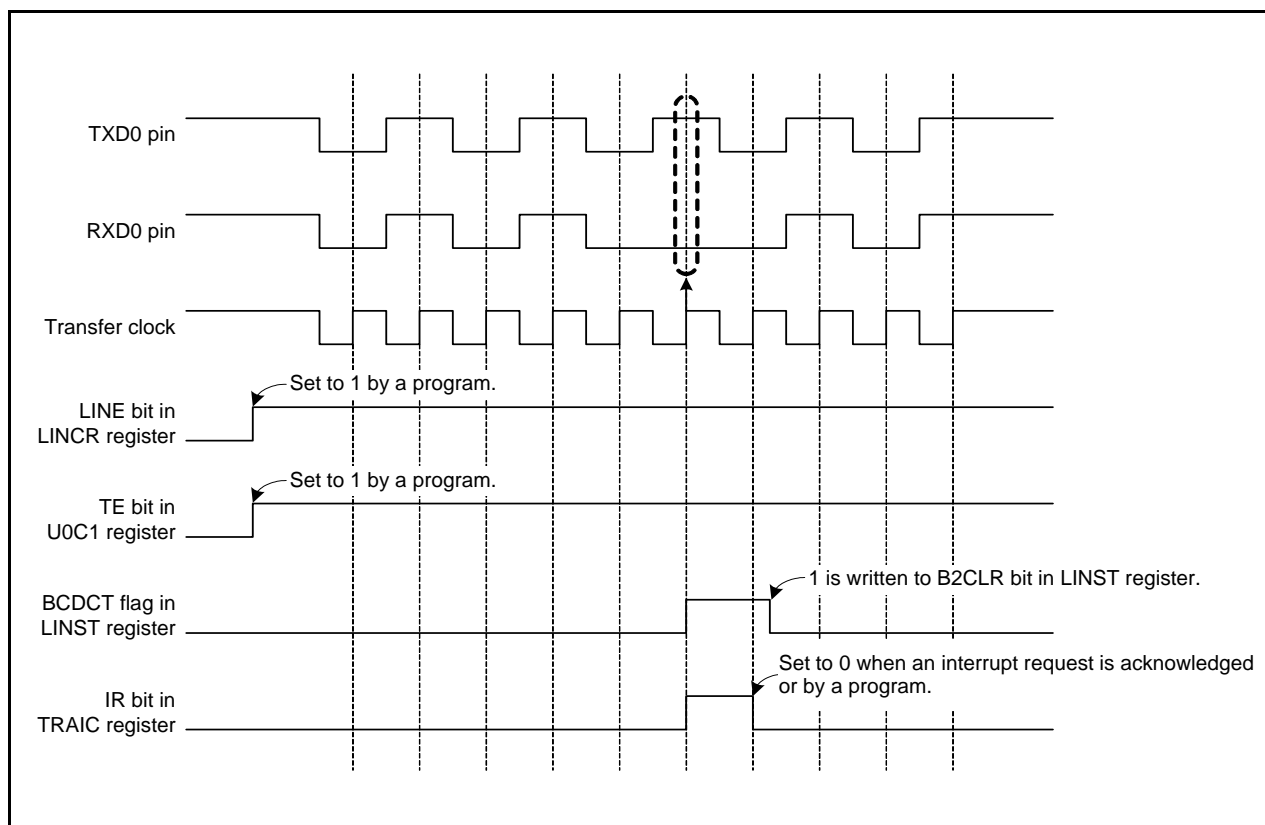 TXD0 pin
RXD0 pin
Transfer clock
Set to 1 by a program.
LINE bit in
LINCR register
Set to 1 by a program.
TE bit in
U0C1 register
1 is written to B2CLR bit in LINST register.
BCDCT flag in
LINST register
Set to 0 when an interrupt request is acknowledged
or by a program.
IR bit in
TRAIC register